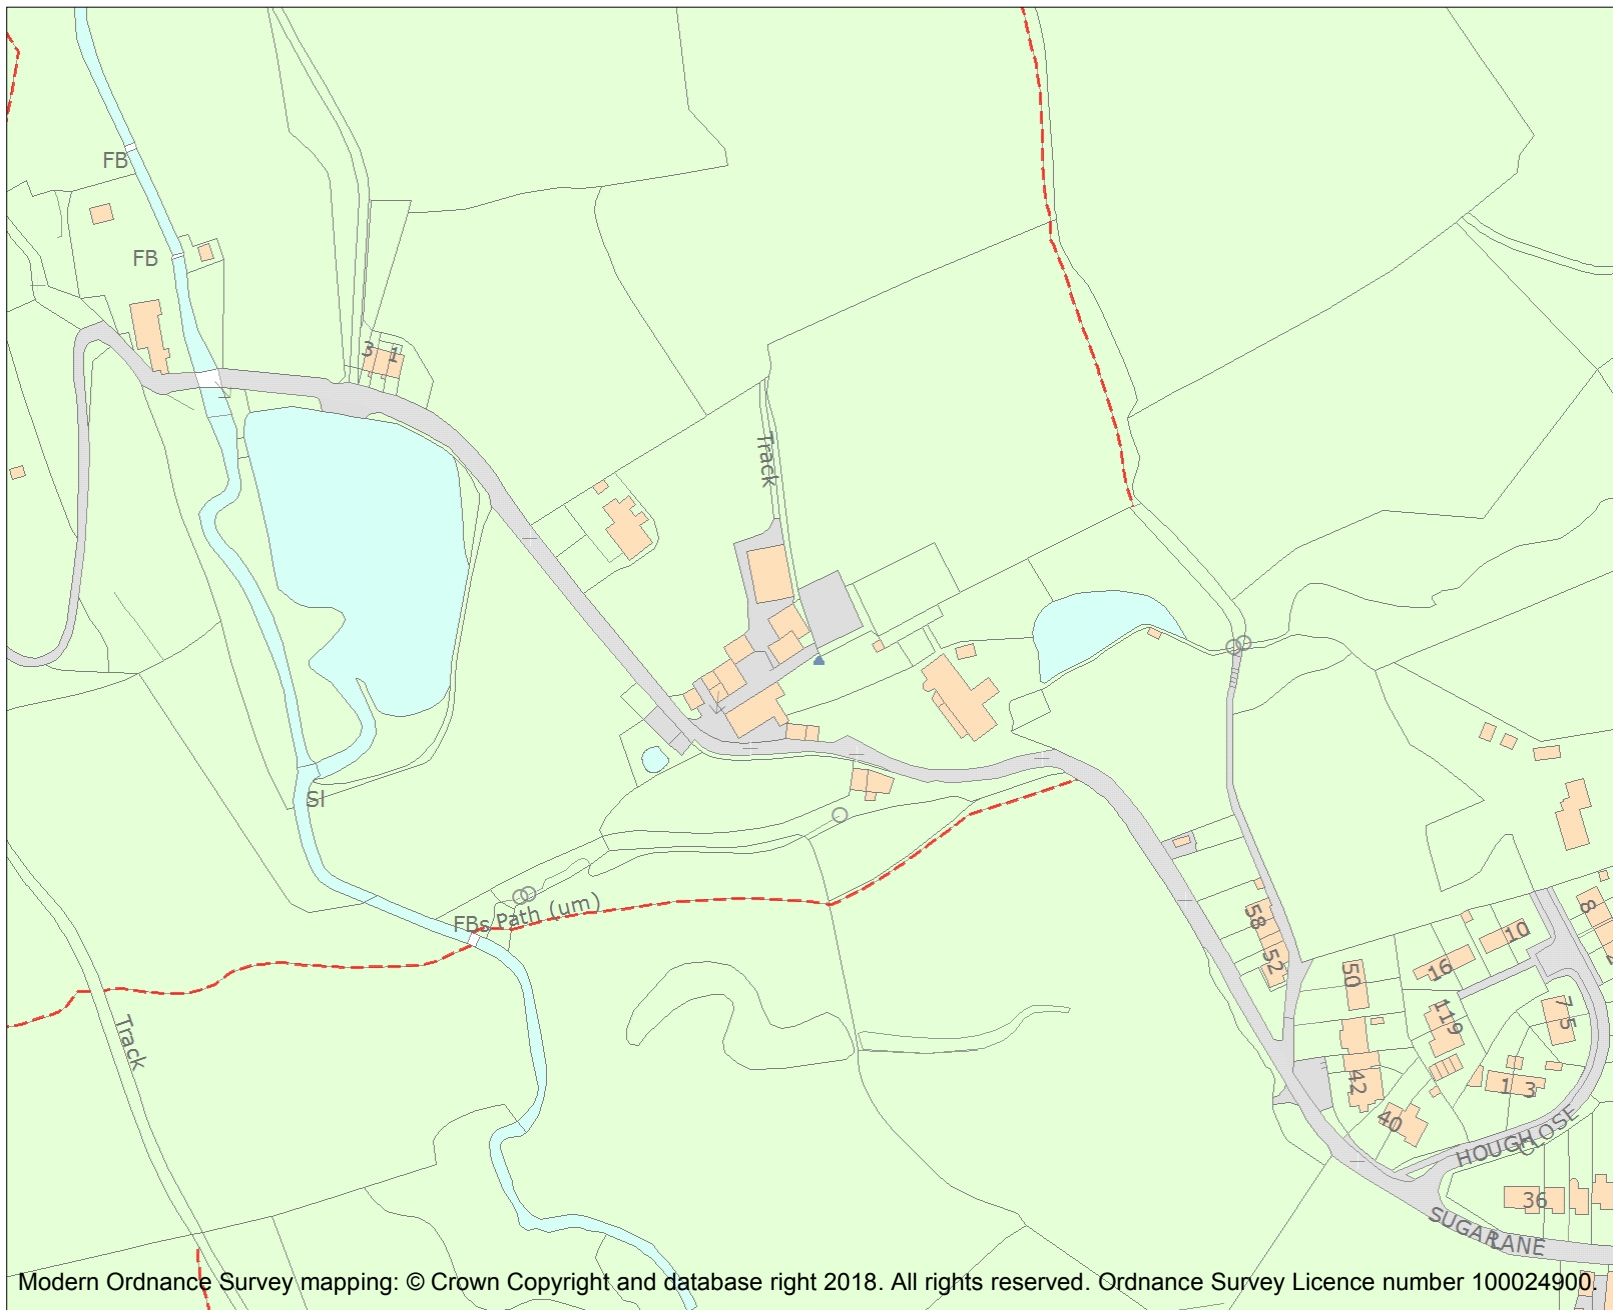 FB
FB
3 1
Track
Sl
FBs Path (um)
Track
58
52
50
42
40
16
10
8
119
7 5
1 3
HOUGH CLOSE
36
SUGAR LANE
Modern Ordnance Survey mapping: © Crown Copyright and database right 2018. All rights reserved. Ordnance Survey Licence number 100024900.